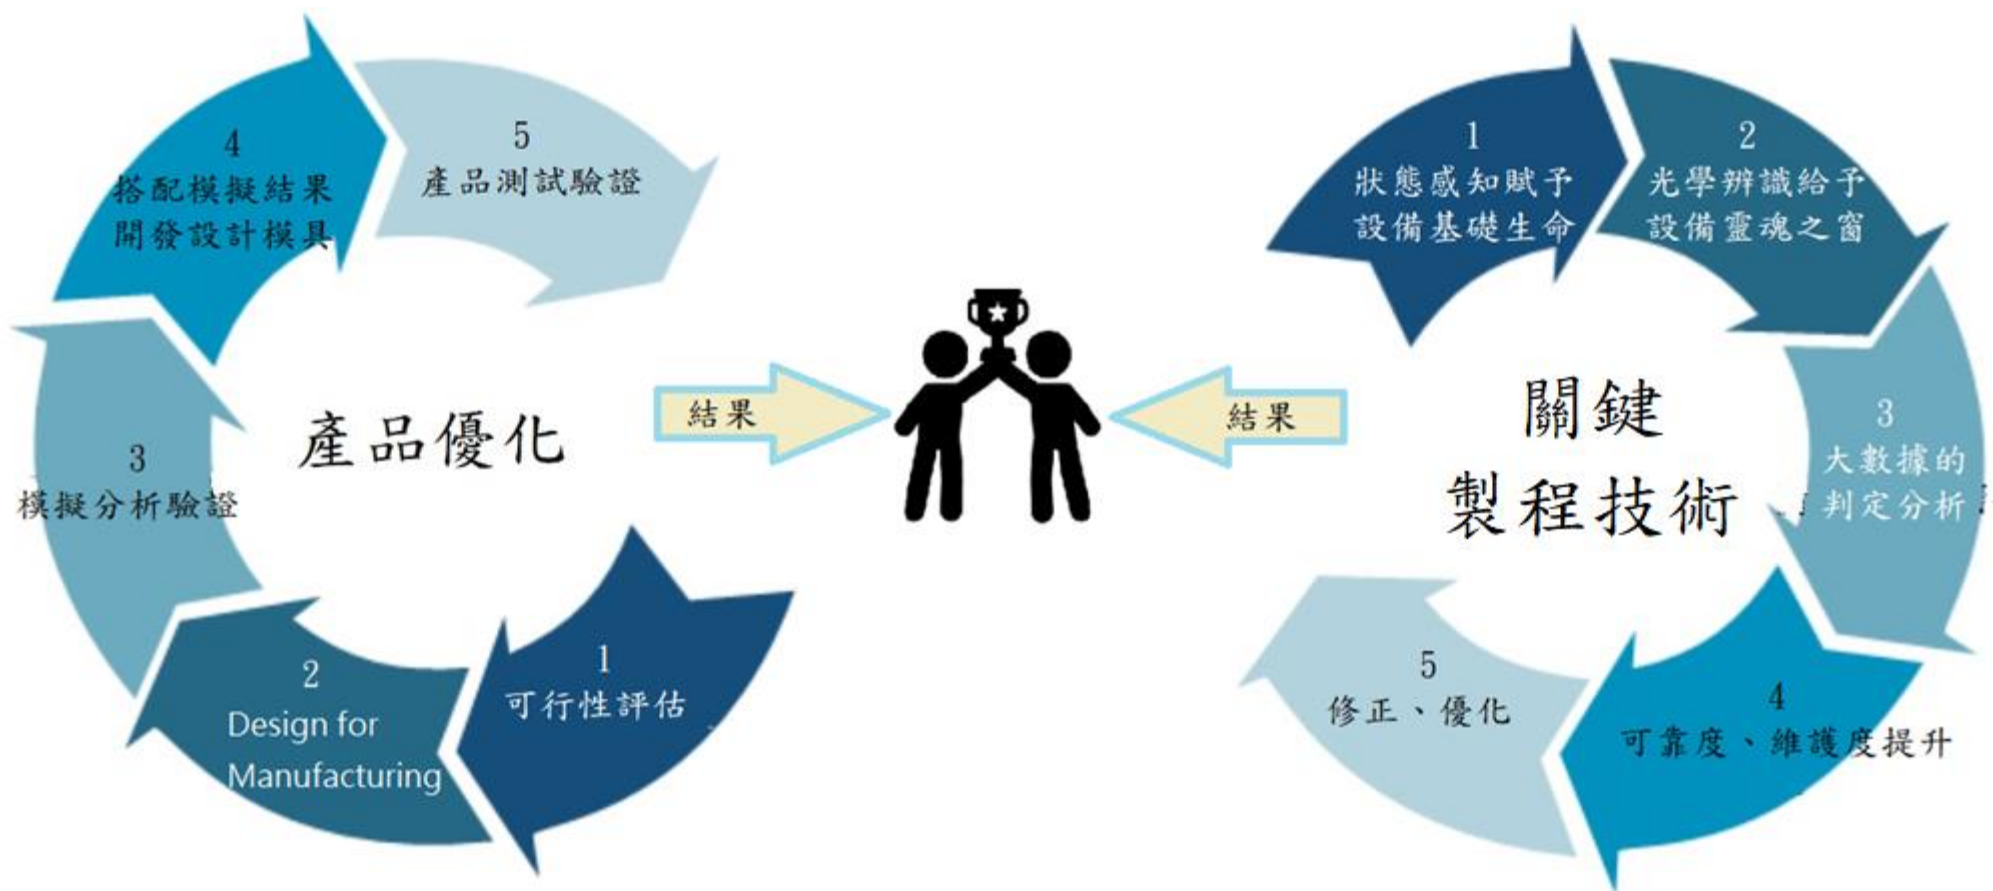 1
可行性評估
2
Design for
Manufacturing
3
模擬分析驗證
4
搭配模擬結果
開發設計模具
5
產品測試驗證
產品優化
結果
結果
關鍵
製程技術
1
狀態感知賦予
設備基礎生命
2
光學辨識給予
設備靈魂之窗
3
大數據的
判定分析
4
可靠度、維護度提升
5
修正、優化